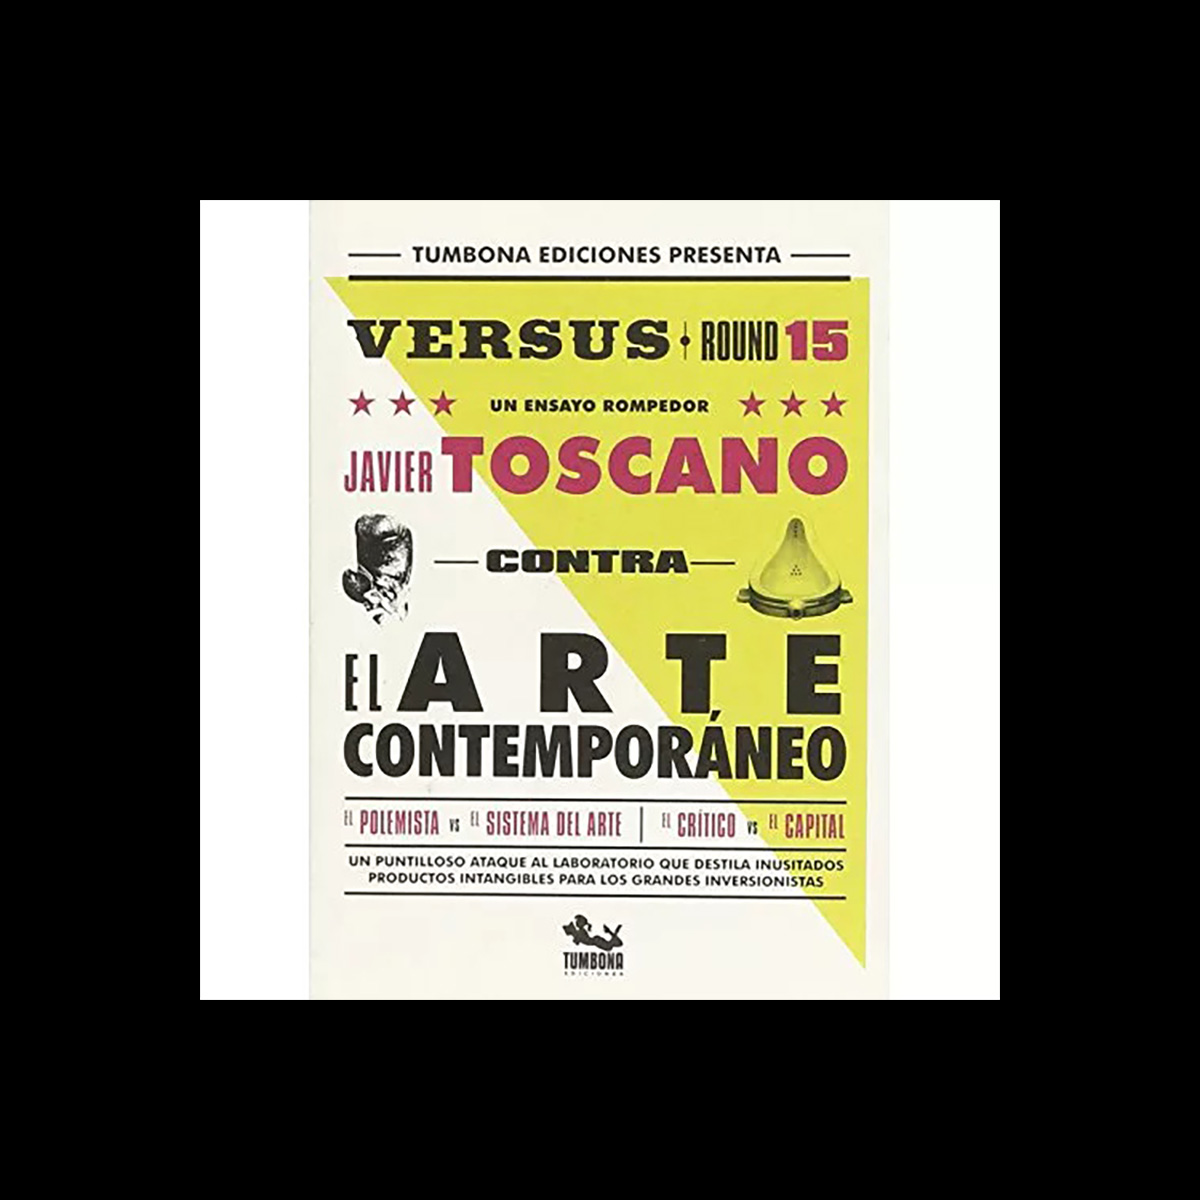 TUMBONA EDICIONES PRESENTA
VERSUS ROUND 15
UN ENSAYO ROMPEDOR
JAVIER TOSCANO
CONTRA
EL ARTE
CONTEMPORÁNEO
EL POLEMISTA VS EL SISTEMA DEL ARTE | EL CRÍTICO VS EL CAPITAL
UN PUNTILLOSO ATAQUE AL LABORATORIO QUE DESTILA INUSITADOS
PRODUCTOS INTANGIBLES PARA LOS GRANDES INVERSIONISTAS
TUMBONA
EDICIONES